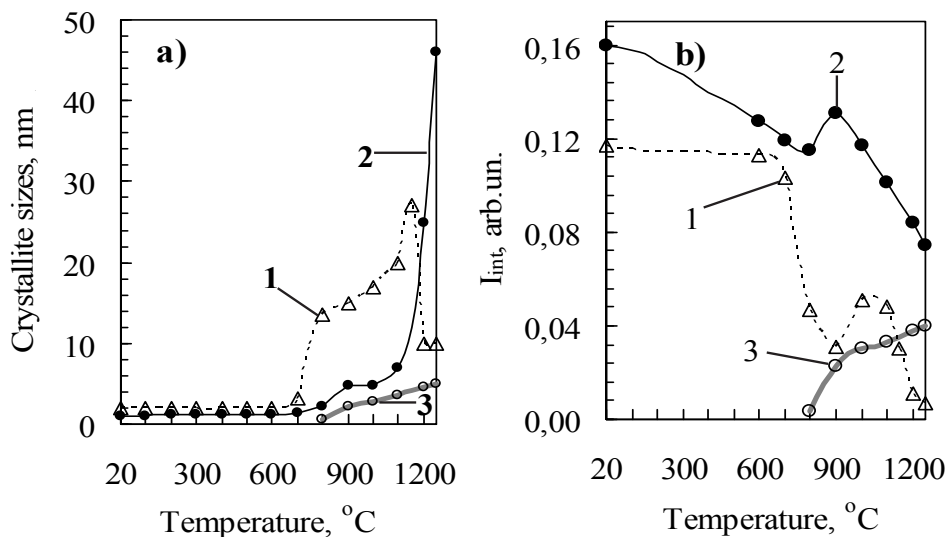 a)
50
40
30
20
10
0
Crystallite sizes, nm
1
2
3
20 300 600 900 1200
Temperature, °C
b)
0,16
0,12
0,08
0,04
0,00
I_int, arb.un.
2
1
3
20 300 600 900 1200
Temperature, °C